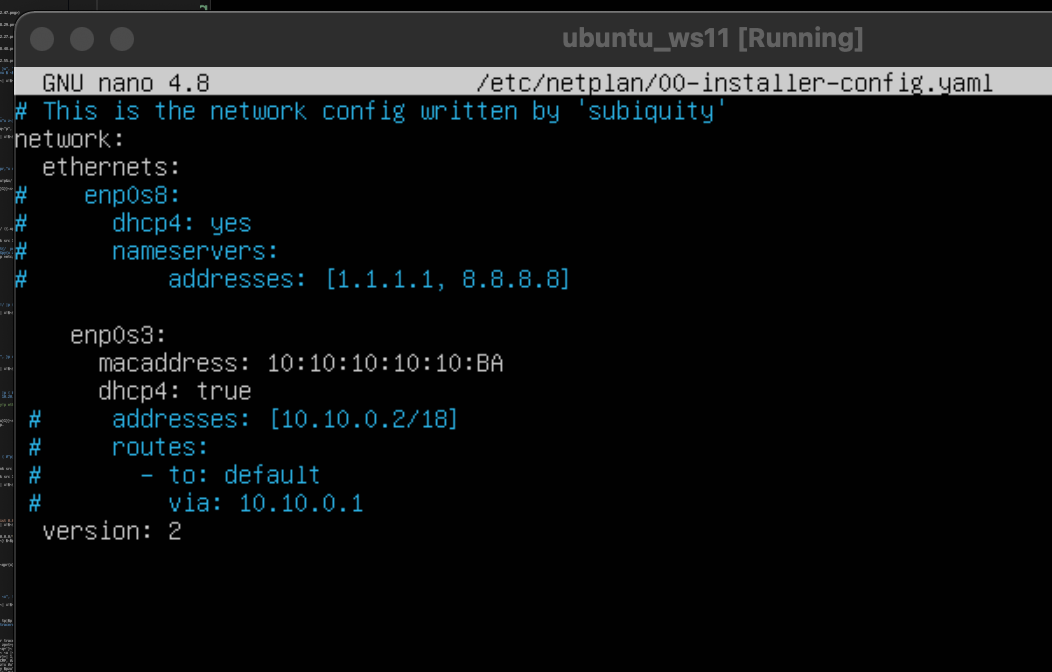 ubuntu_ws11 [Running]
GNU nano 4.8 /etc/netplan/00-installer-config.yaml
# This is the network config written by 'subiquity'
network:
  ethernets:
#    enp0s8:
#      dhcp4: yes
#      nameservers:
#          addresses: [1.1.1.1, 8.8.8.8]

    enp0s3:
      macaddress: 10:10:10:10:10:BA
      dhcp4: true
 #     addresses: [10.10.0.2/18]
 #     routes:
 #       - to: default
 #         via: 10.10.0.1
  version: 2